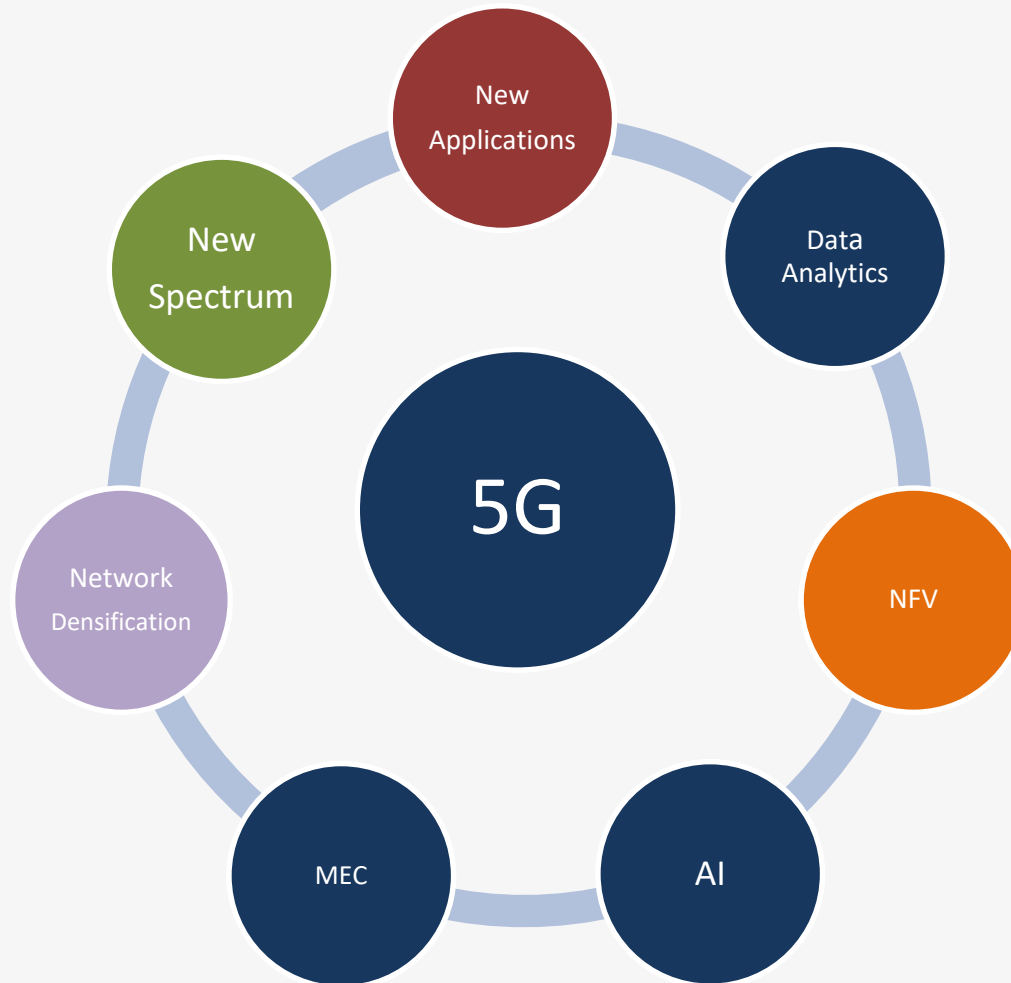 New
Applications
New
Spectrum
Data
Analytics
5G
Network
Densification
NFV
MEC
AI